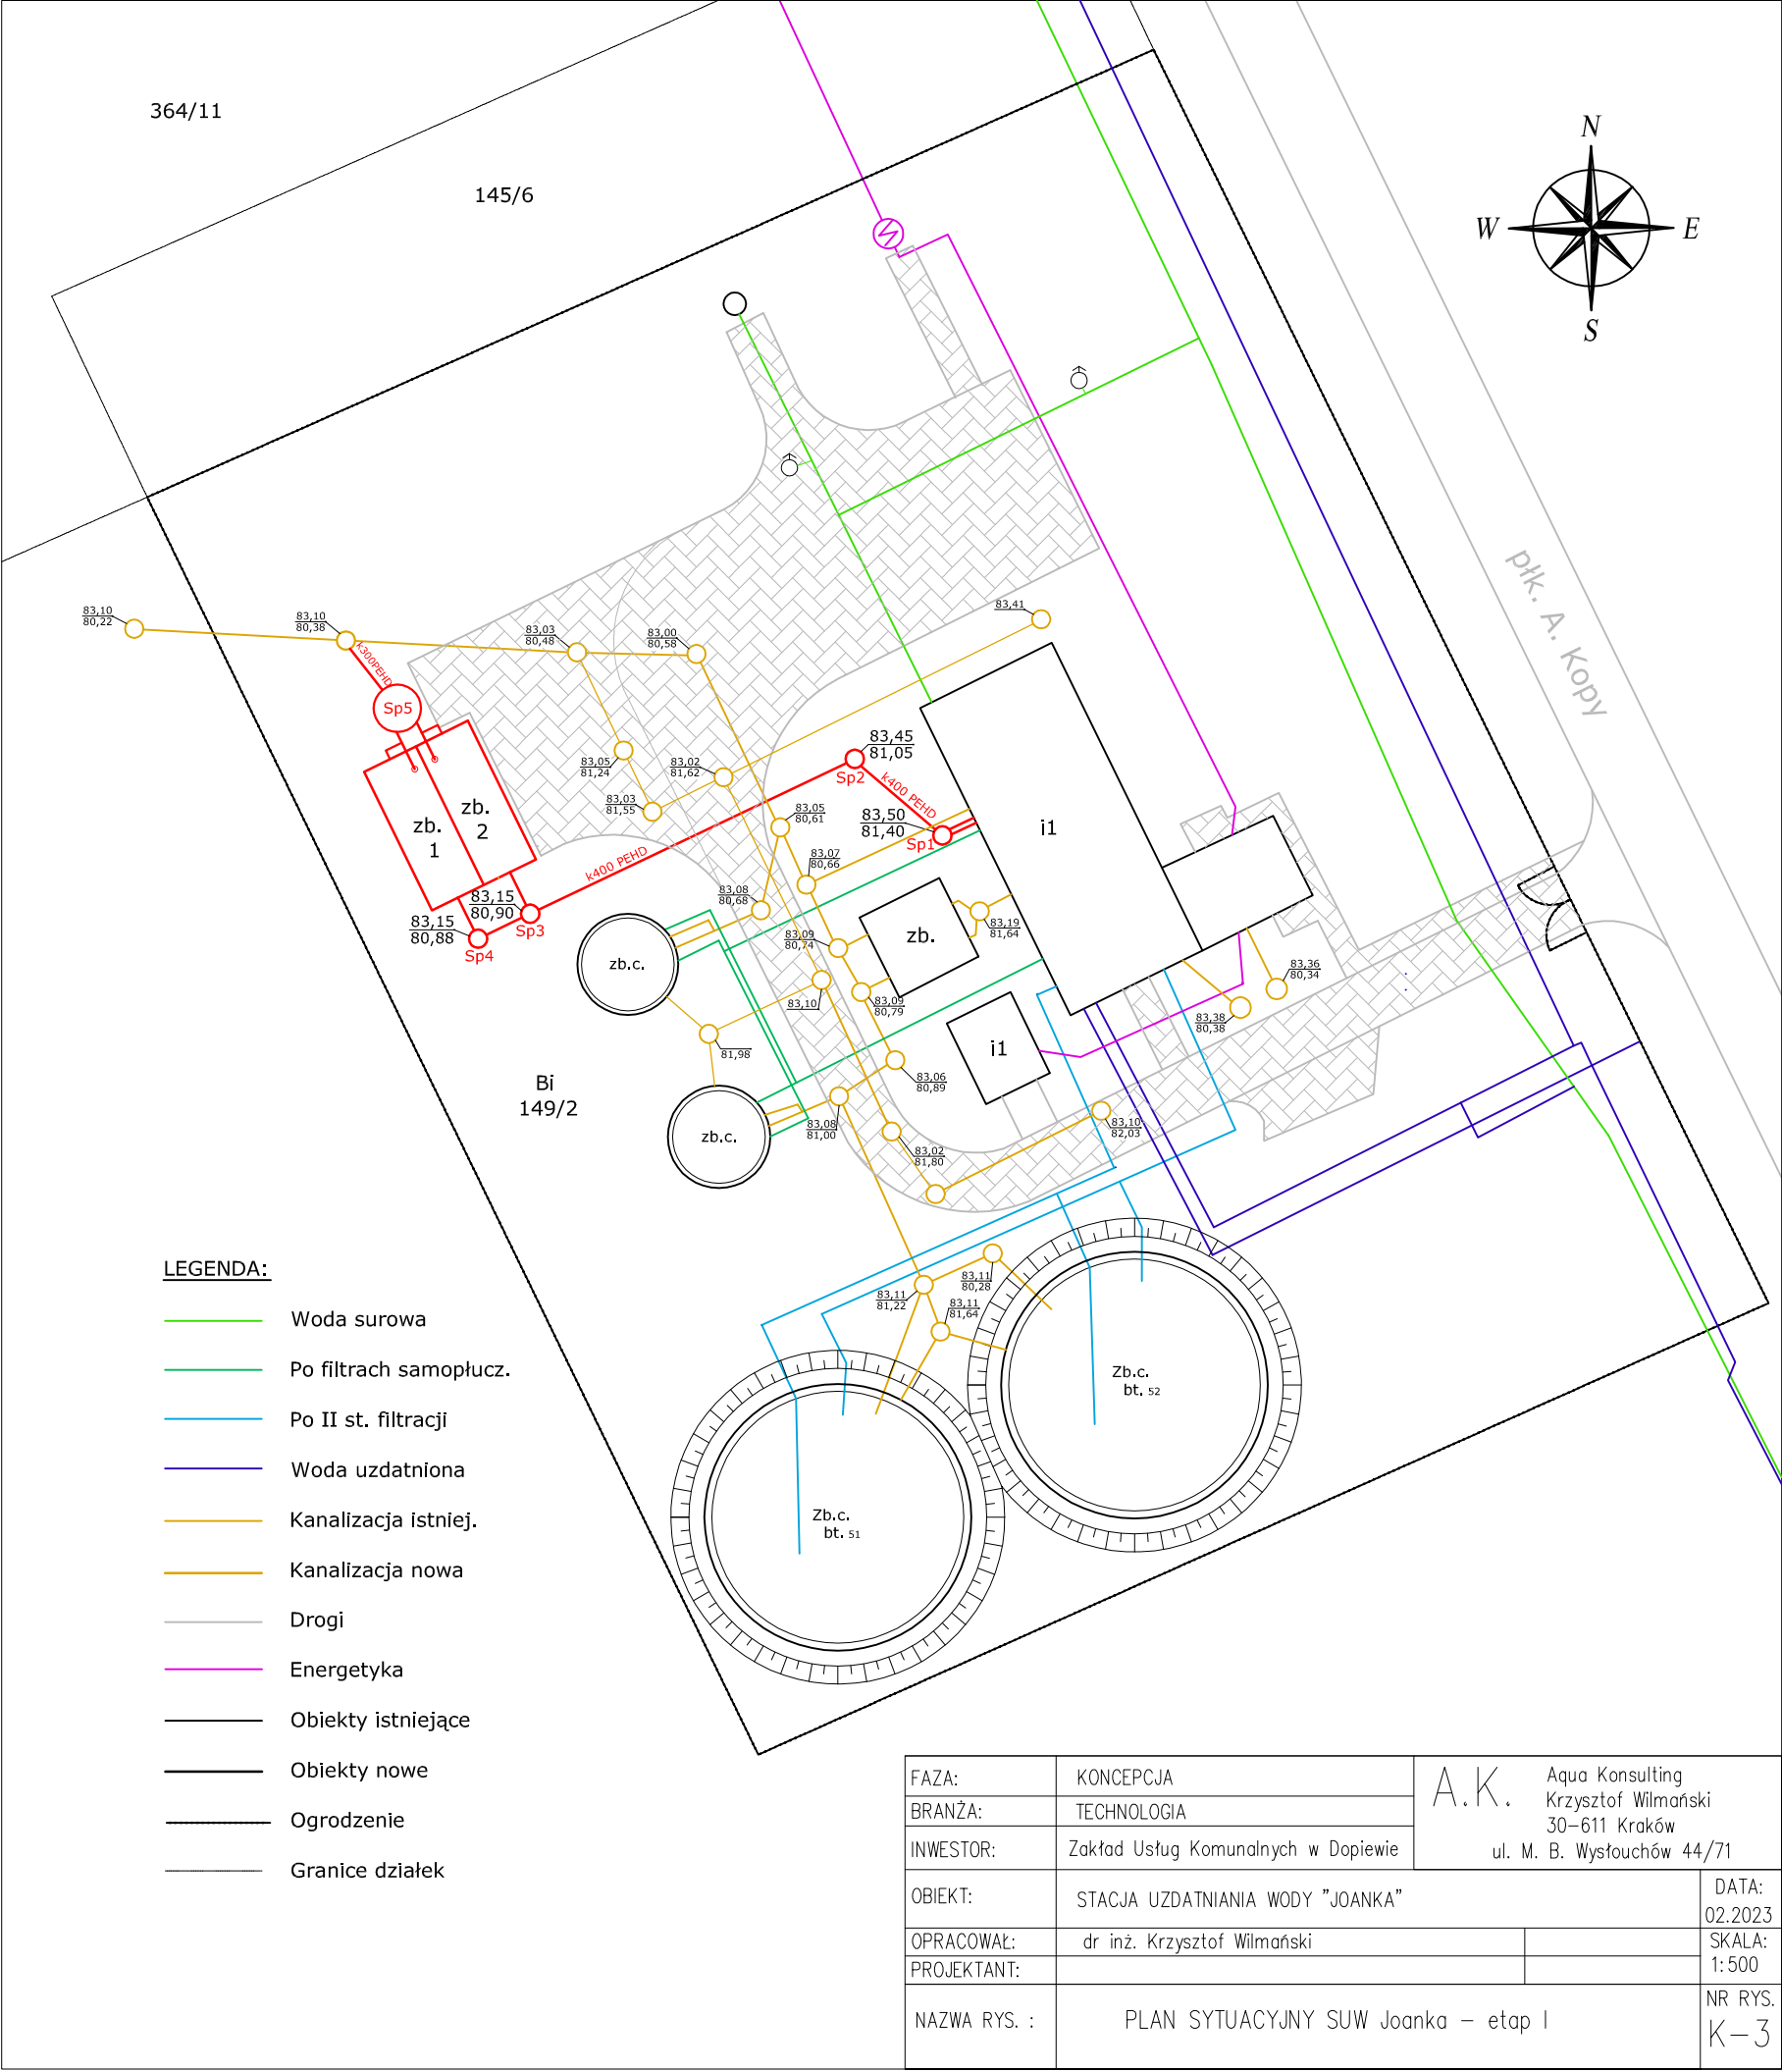 364/11
145/6
N
W
E
S
płk. A. Kopy
83,10
80,22
83,10
80,38
83,03
80,48
83,00
80,58
83,41
k300PEHD
Sp5
83,05
81,24
83,02
81,62
83,03
81,55
83,45
81,05
Sp2
k400 PEHD
83,50
81,40
Sp1
i1
zb.
1
zb.
2
83,05
80,61
83,07
80,66
k400 PEHD
83,08
80,68
83,15
80,90
Sp3
83,15
80,88
Sp4
83,09
80,74
zb.
83,19
81,64
zb.c.
83,36
80,34
83,10
83,09
80,79
83,38
80,38
81,98
i1
Bi
149/2
83,06
80,89
zb.c.
83,08
81,00
83,10
82,03
83,02
81,80
83,11
80,28
83,11
81,22
83,11
81,64
Zb.c.
bt. 52
Zb.c.
bt. 51
LEGENDA:
Woda surowa
Po filtrach samopłucz.
Po II st. filtracji
Woda uzdatniona
Kanalizacja istniej.
Kanalizacja nowa
Drogi
Energetyka
Obiekty istniejące
Obiekty nowe
Ogrodzenie
Granice działek
FAZA: KONCEPCJA
BRANŻA: TECHNOLOGIA
INWESTOR: Zakład Usług Komunalnych w Dopiewie
A.K. Aqua Konsulting
Krzysztof Wilmański
30-611 Kraków
ul. M. B. Wysłouchów 44/71
OBIEKT: STACJA UZDATNIANIA WODY "JOANKA"
DATA:
02.2023
OPRACOWAŁ: dr inż. Krzysztof Wilmański
PROJEKTANT:
SKALA:
1:500
NAZWA RYS. : PLAN SYTUACYJNY SUW Joanka - etap I
NR RYS.
K-3